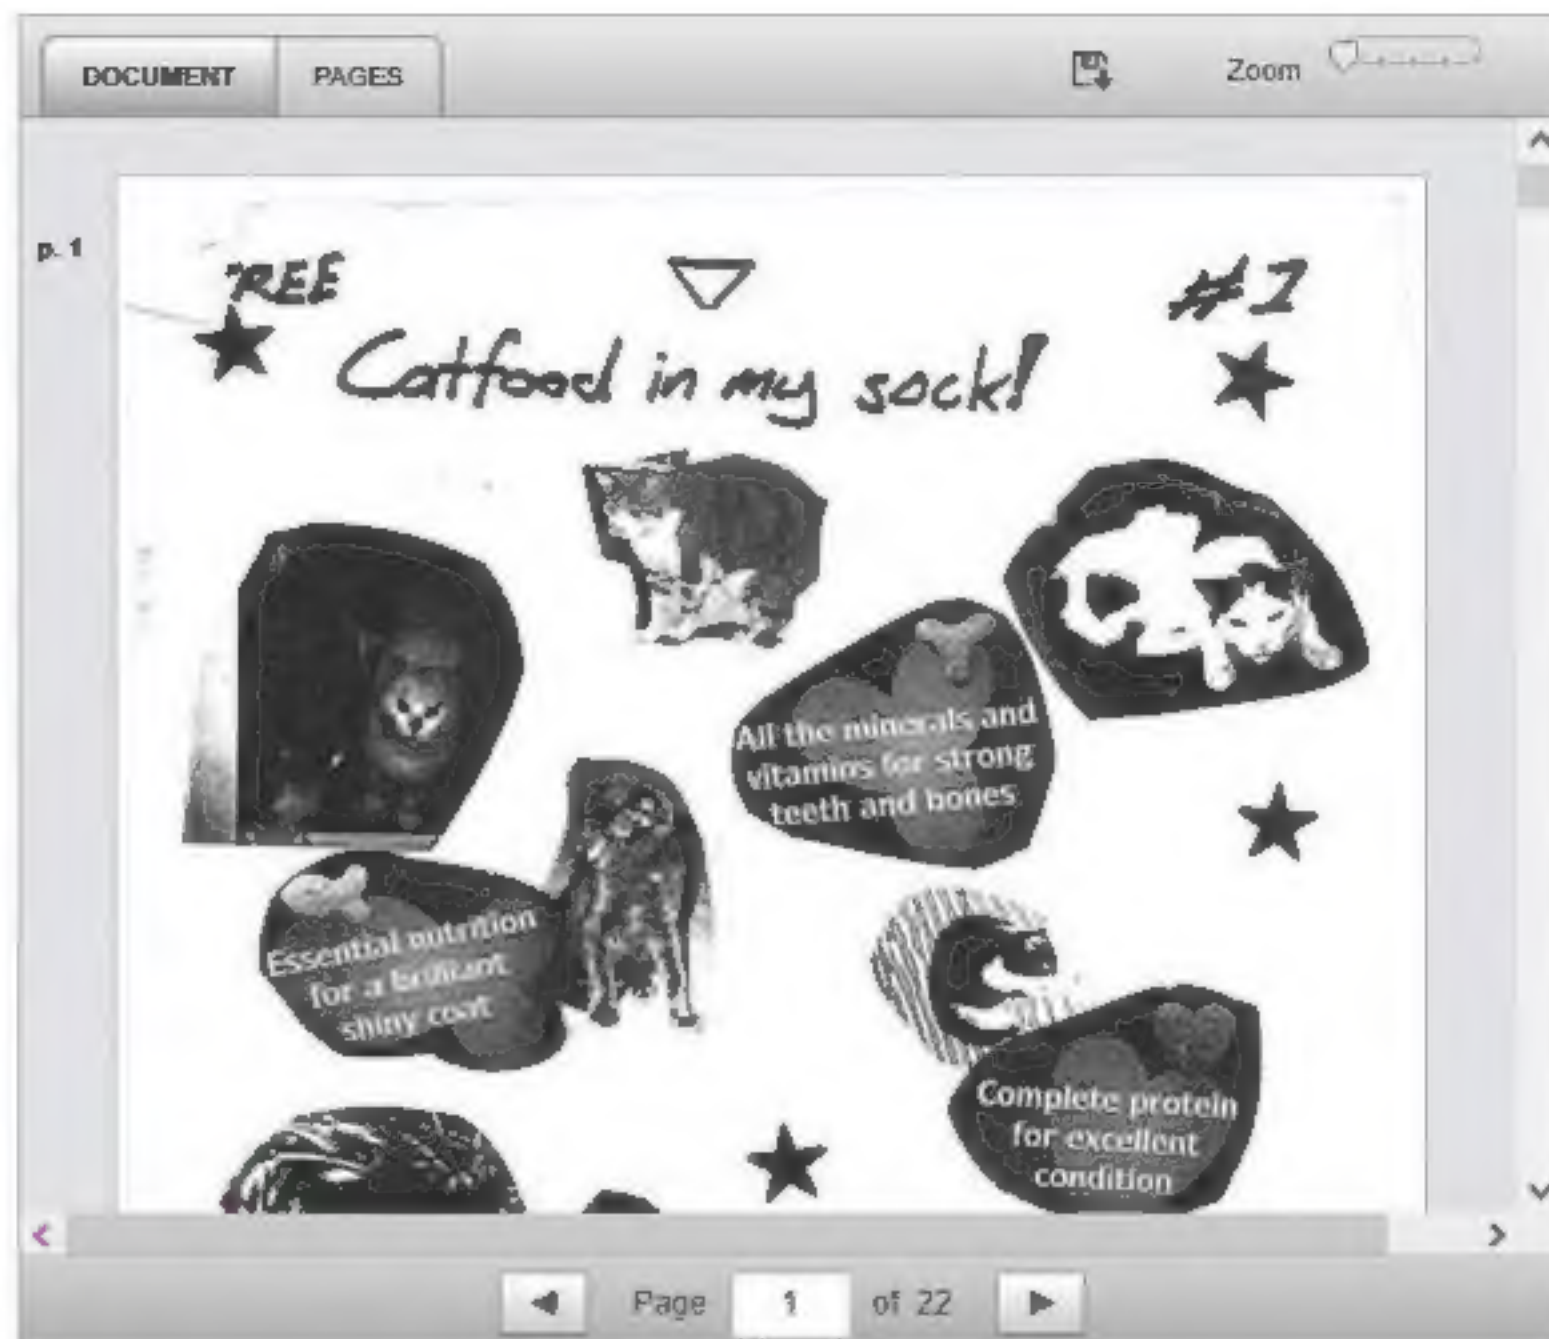 DOCUMENT PAGES Zoom
p. 1
REE #1
Catfood in my sock!
All the minerals and
vitamins for strong
teeth and bones
Essential nutrition
for a brilliant
shiny coat
Complete protein
for excellent
condition
Page 1 of 22